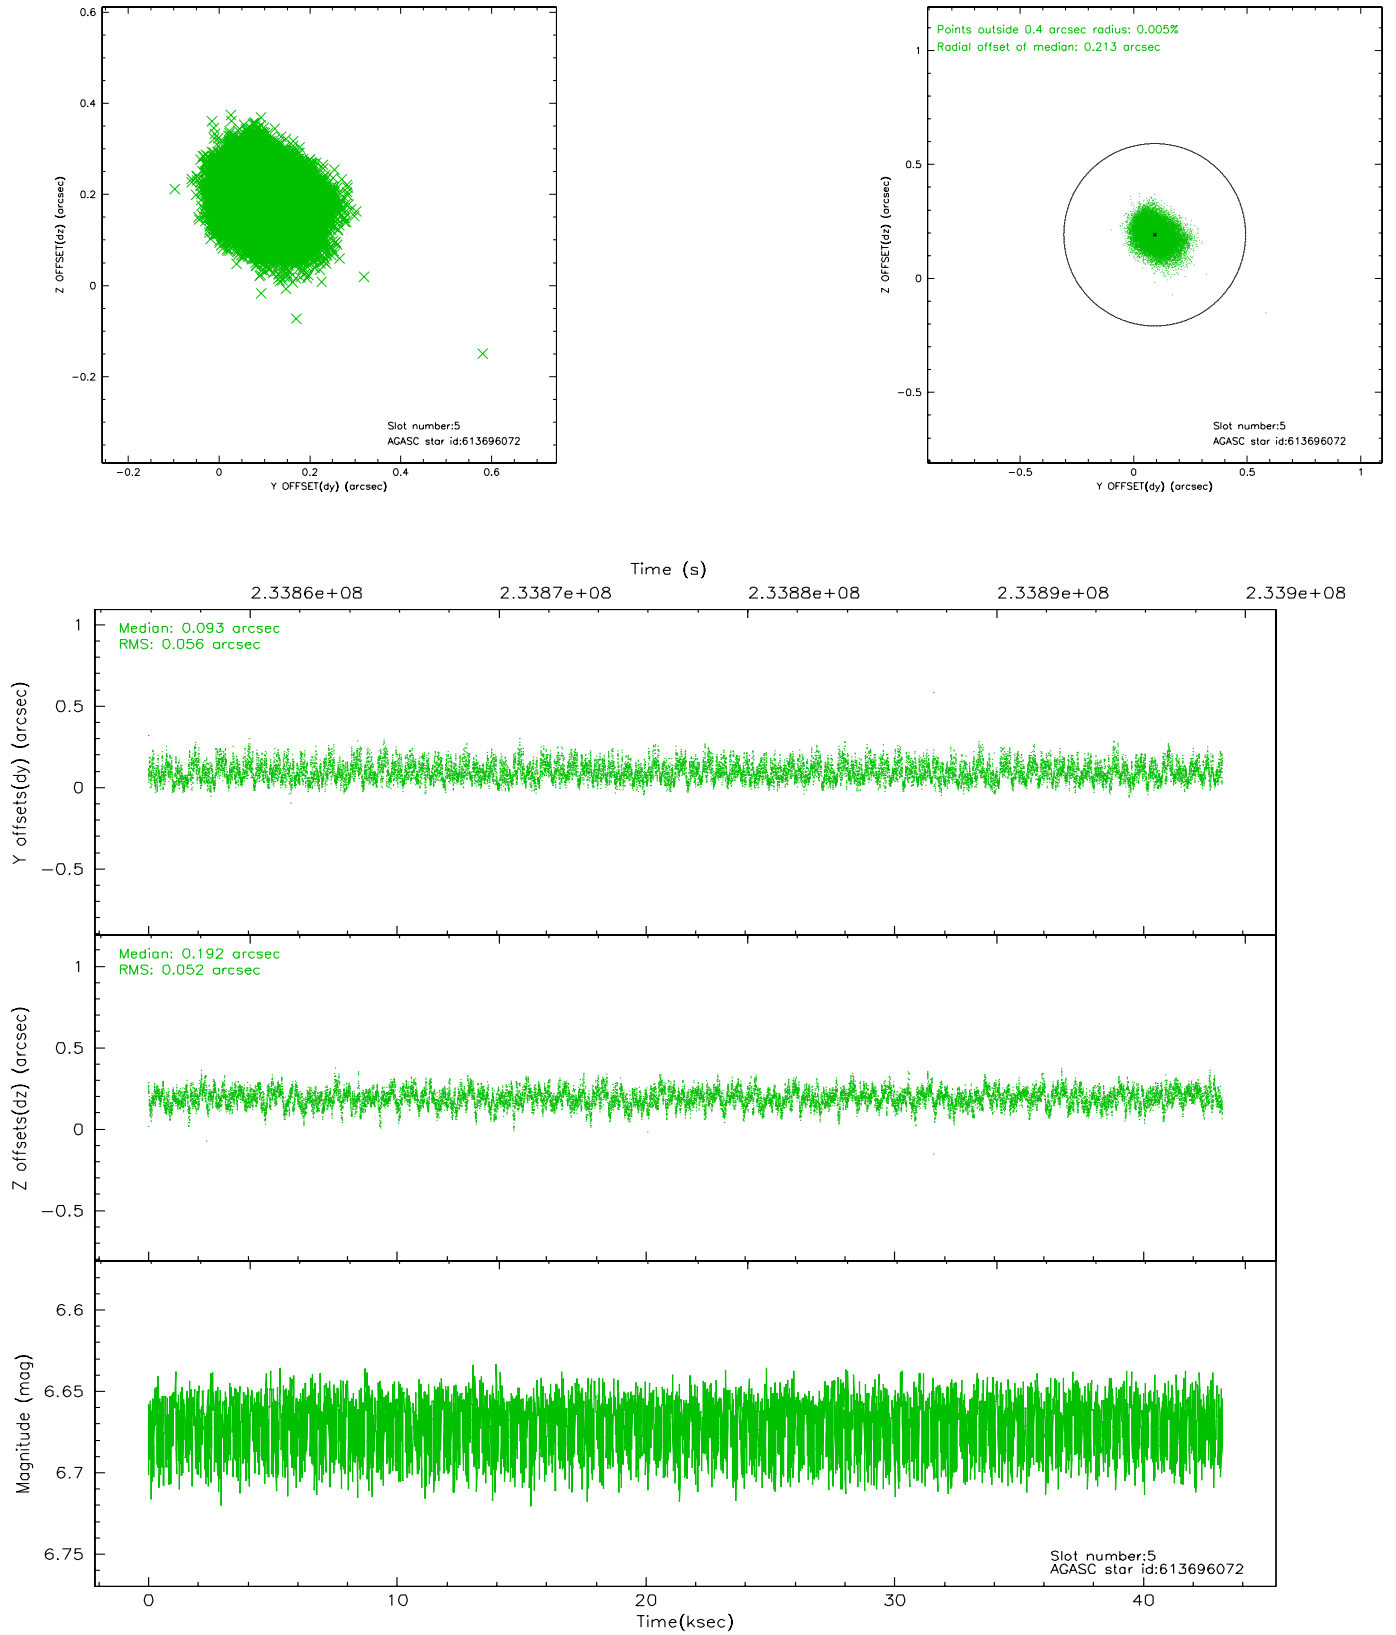 0.6
0.4
0.2
0
−0.2
Z OFFSET(dz) (arcsec)
−0.2 0 0.2 0.4 0.6
Y OFFSET(dy) (arcsec)
Slot number:5
AGASC star id:613696072
Points outside 0.4 arcsec radius: 0.005%
Radial offset of median: 0.213 arcsec
1
0.5
0
−0.5
Z OFFSET(dz) (arcsec)
−0.5 0 0.5 1
Y OFFSET(dy) (arcsec)
Slot number:5
AGASC star id:613696072
Time (s)
2.3386e+08 2.3387e+08 2.3388e+08 2.3389e+08 2.339e+08
Median: 0.093 arcsec
RMS: 0.056 arcsec
1
0.5
0
−0.5
Y offsets(dy) (arcsec)
Median: 0.192 arcsec
RMS: 0.052 arcsec
1
0.5
0
−0.5
Z offsets(dz) (arcsec)
6.6
6.65
6.7
6.75
Magnitude (mag)
Slot number:5
AGASC star id:613696072
0 10 20 30 40
Time(ksec)